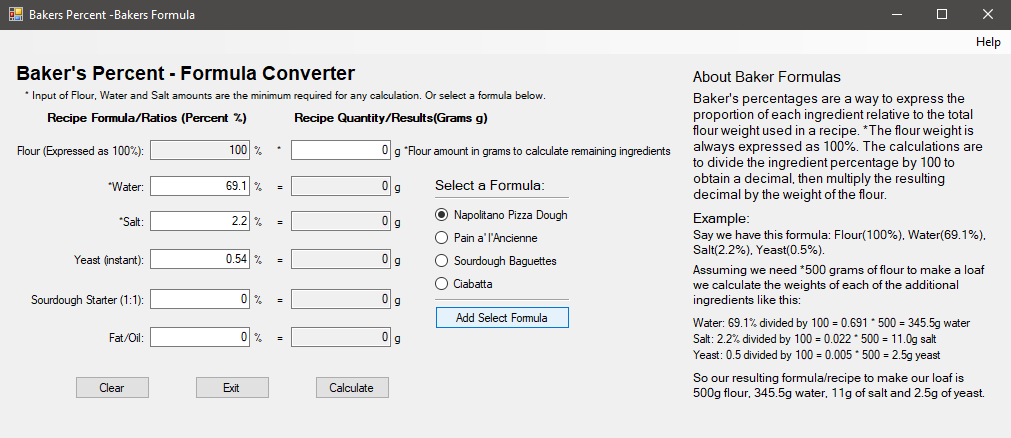 Bakers Percent -Bakers Formula
Help
Baker's Percent - Formula Converter
* Input of Flour, Water and Salt amounts are the minimum required for any calculation. Or select a formula below.
Recipe Formula/Ratios (Percent %) Recipe Quantity/Results(Grams g)
Flour (Expressed as 100%): 100 % * 0 g *Flour amount in grams to calculate remaining ingredients
*Water: 69.1 % = 0 g
*Salt: 2.2 % = 0 g
Yeast (instant): 0.54 % = 0 g
Sourdough Starter (1:1): 0 % = 0 g
Fat/Oil: 0 % = 0 g
Select a Formula:
Napolitano Pizza Dough
Pain a' l'Ancienne
Sourdough Baguettes
Ciabatta
Add Select Formula
Clear Exit Calculate
About Baker Formulas
Baker's percentages are a way to express the
proportion of each ingredient relative to the total
flour weight used in a recipe. *The flour weight is
always expressed as 100%. The calculations are
to divide the ingredient percentage by 100 to
obtain a decimal, then multiply the resulting
decimal by the weight of the flour.
Example:
Say we have this formula: Flour(100%), Water(69.1%),
Salt(2.2%), Yeast(0.5%).
Assuming we need *500 grams of flour to make a loaf
we calculate the weights of each of the additional
ingredients like this:
Water: 69.1% divided by 100 = 0.691 * 500 = 345.5g water
Salt: 2.2% divided by 100 = 0.022 * 500 = 11.0g salt
Yeast: 0.5 divided by 100 = 0.005 * 500 = 2.5g yeast
So our resulting formula/recipe to make our loaf is
500g flour, 345.5g water, 11g of salt and 2.5g of yeast.